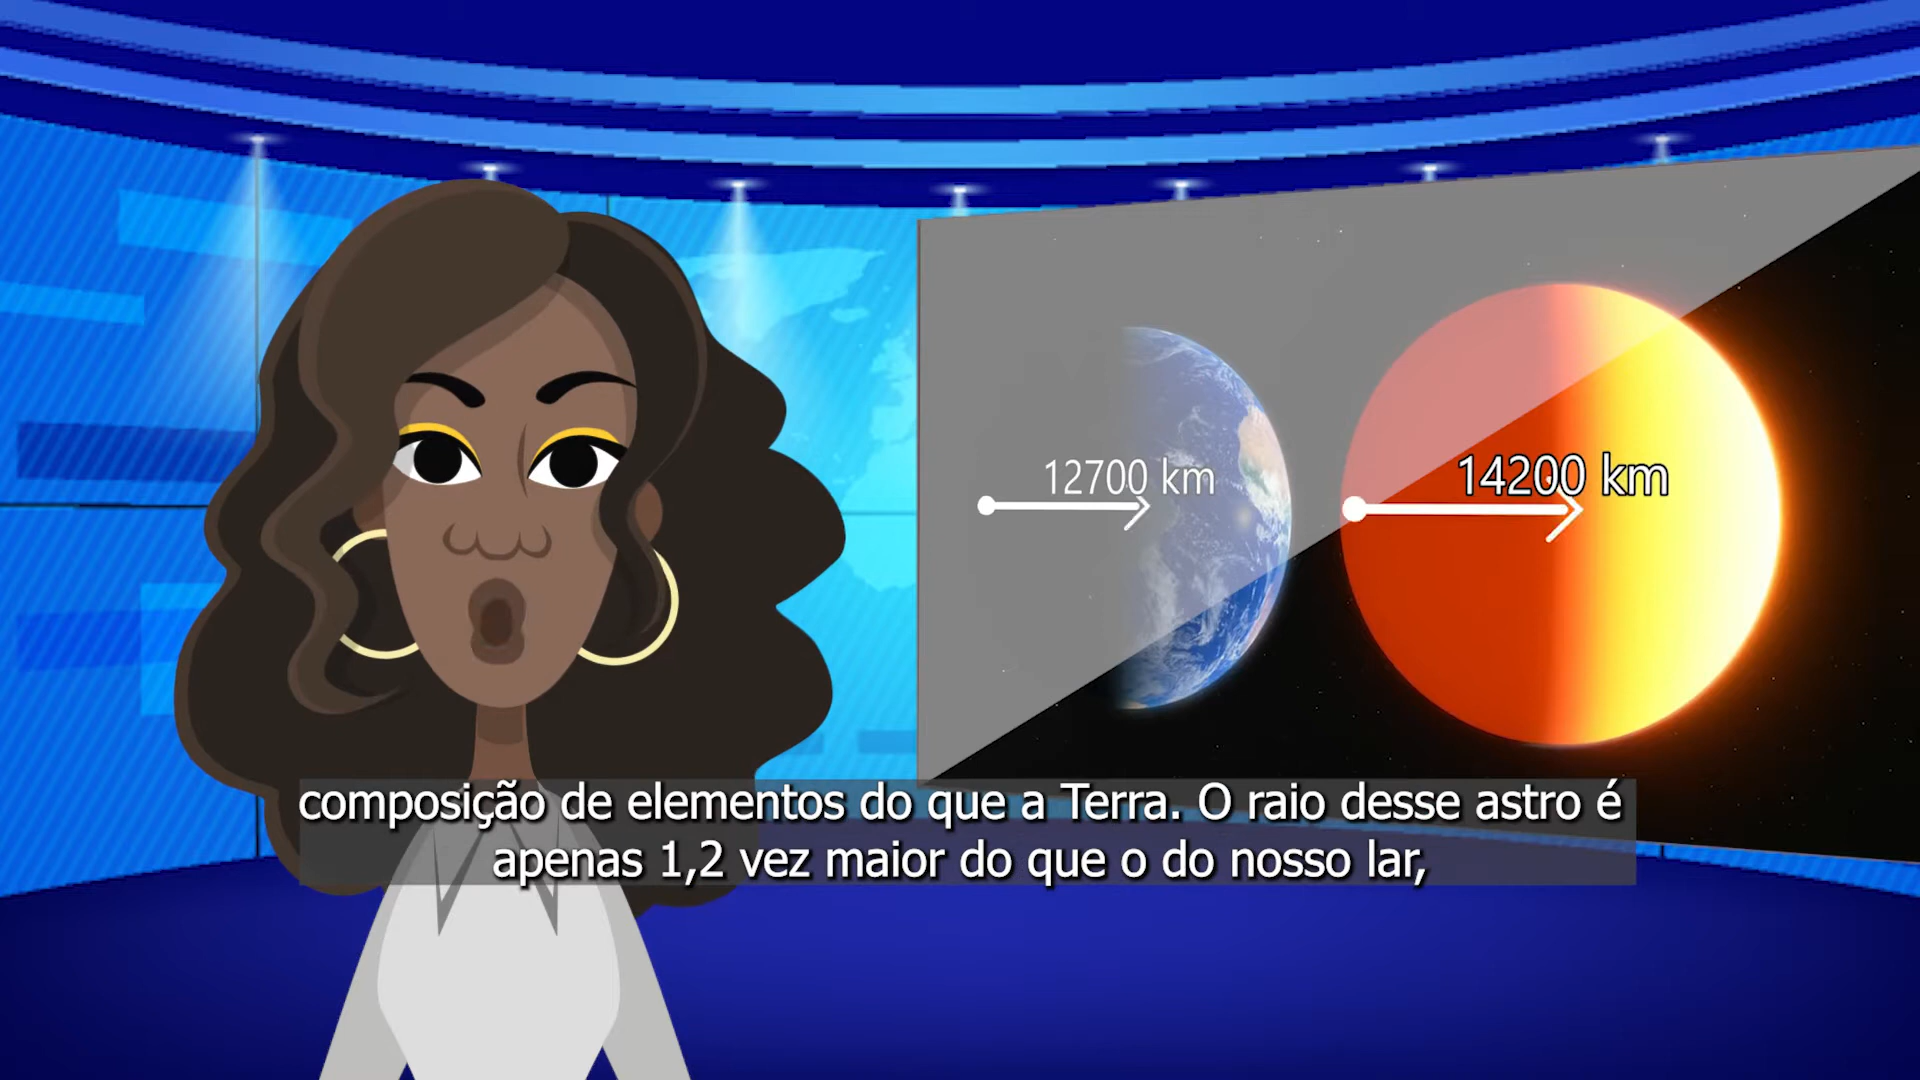 12700 km
14200 km
composição de elementos do que a Terra. O raio desse astro é
apenas 1,2 vez maior do que o do nosso lar,